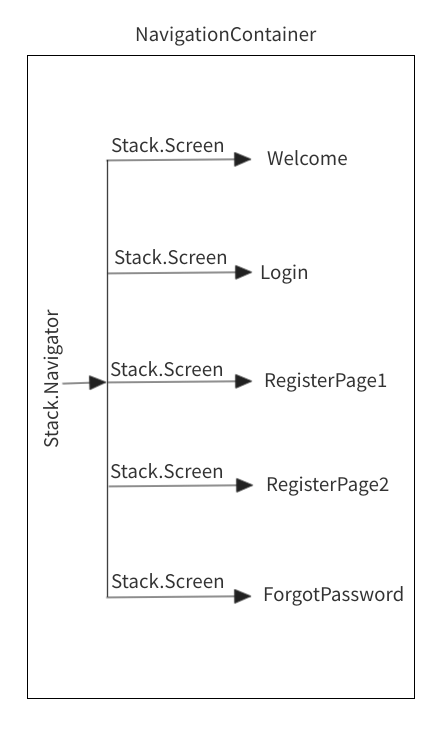 NavigationContainer
Stack.Screen
Welcome
Stack.Screen
Login
Stack.Navigator
Stack.Screen
RegisterPage1
Stack.Screen
RegisterPage2
Stack.Screen
ForgotPassword